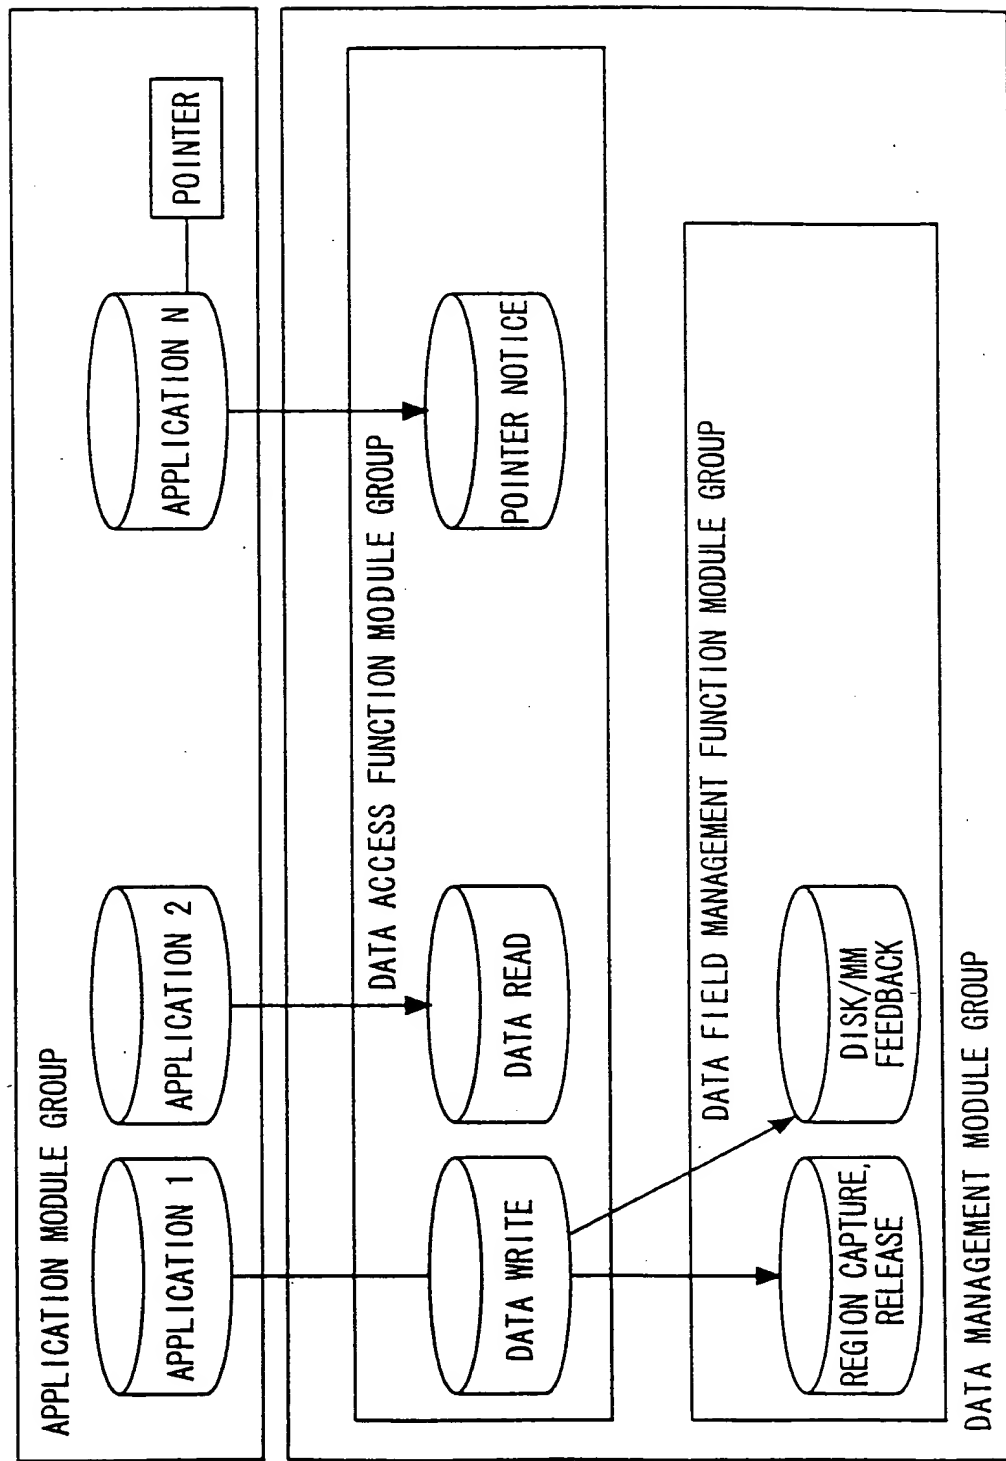 APPLICATION MODULE GROUP
APPLICATION 1
APPLICATION 2
APPLICATION N
POINTER
DATA ACCESS FUNCTION MODULE GROUP
DATA WRITE
DATA READ
POINTER NOTICE
DATA FIELD MANAGEMENT FUNCTION MODULE GROUP
REGION CAPTURE,
RELEASE
DISK/MM
FEEDBACK
DATA MANAGEMENT MODULE GROUP